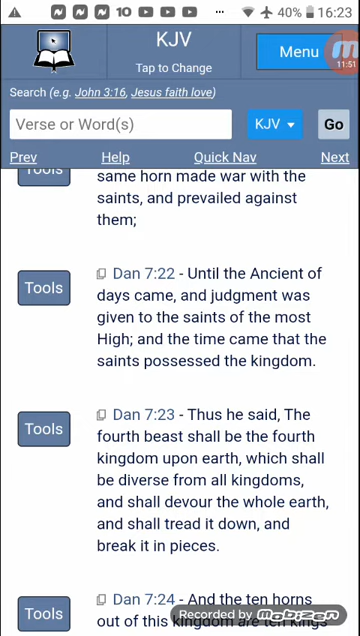 10 ... 40% 16:23
KJV
Menu
Tap to Change
11:51
Search (e.g. John 3:16, Jesus faith love)
Verse or Word(s)
KJV
Go
Prev Help Quick Nav Next
Tools
same horn made war with the
saints, and prevailed against
them;
Tools
Dan 7:22 - Until the Ancient of
days came, and judgment was
given to the saints of the most
High; and the time came that the
saints possessed the kingdom.
Tools
Dan 7:23 - Thus he said, The
fourth beast shall be the fourth
kingdom upon earth, which shall
be diverse from all kingdoms,
and shall devour the whole earth,
and shall tread it down, and
break it in pieces.
Tools
Dan 7:24 - And the ten horns
out of this kingdom are ten kings
Recorded by Mobizen